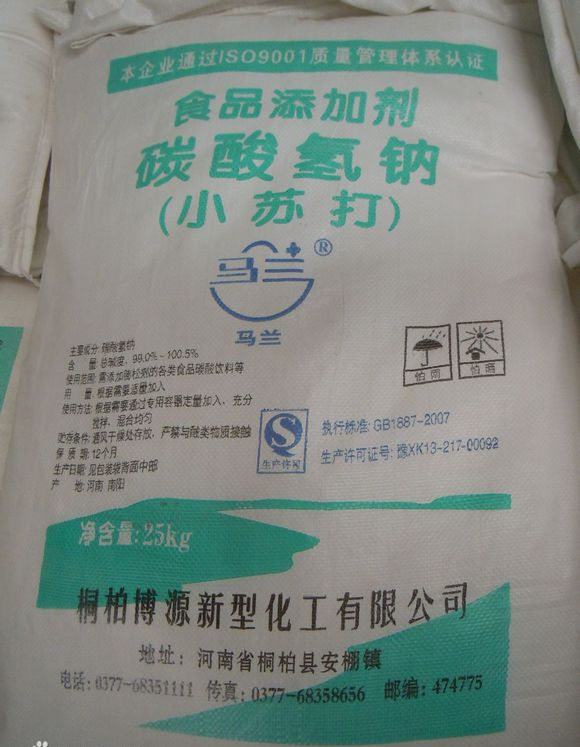 本企业通过ISO9001质量管理体系认证
食品添加剂
碳酸氢钠
(小苏打)
马兰®
马兰
怕雨 怕晒
主要成分:碳酸氢钠
含　量:总碱度，99.0%~100.5%
使用范围:需添加膨松剂的各类食品碳酸饮料等
用　量:根据需要适量加入
使用方法:根据需要通过专用容器定量加入、充分
搅拌、混合均匀
贮存条件:通风干燥处存放，严禁与酸类物质接触
保质期:12个月
生产日期:见包装袋背面中部
产　地:河南 南阳
生产许可
执行标准:GB1887-2007
生产许可证号:豫XK13-217-00092
净含量:25kg
桐柏博源新型化工有限公司
地址：河南省桐柏县安棚镇
电话:0377-68351111 传真:0377-68358656 邮编:474775